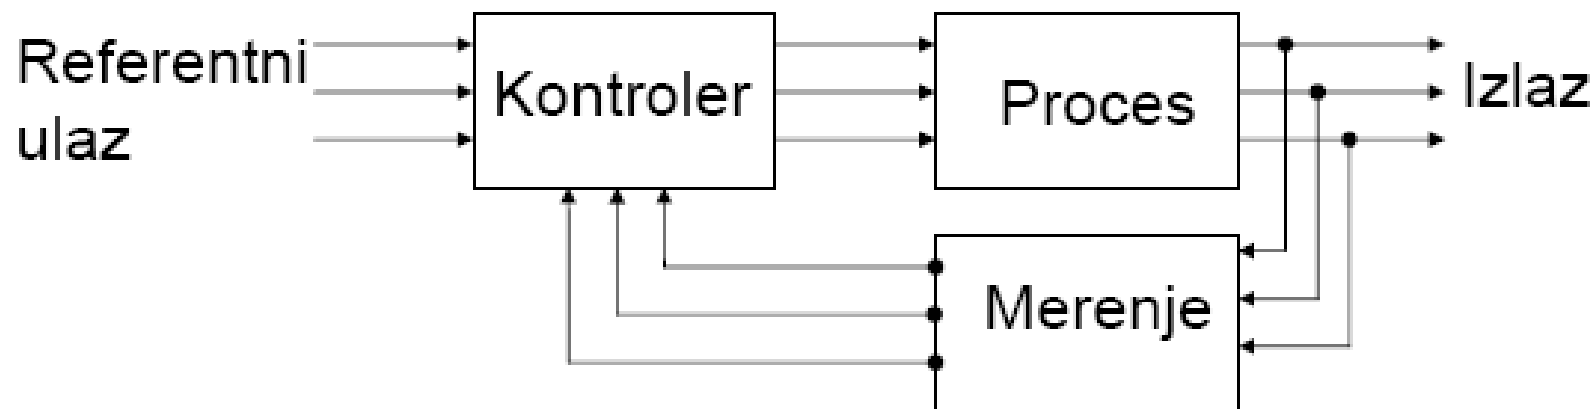 Referentni
ulaz
Kontroler
Proces
Izlaz
Merenje